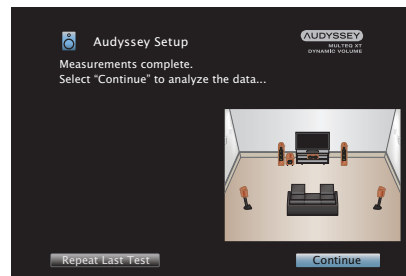 Audyssey Setup
AUDYSSEY
MULTEQ XT
DYNAMIC VOLUME
Measurements complete.
Select “Continue” to analyze the data...
Repeat Last Test
Continue